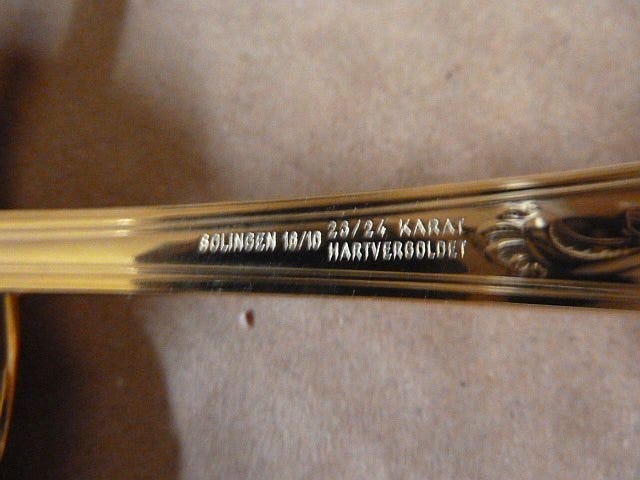 SOLINGEN 18/10 23/24 KARAT
HARTVERGOLDET